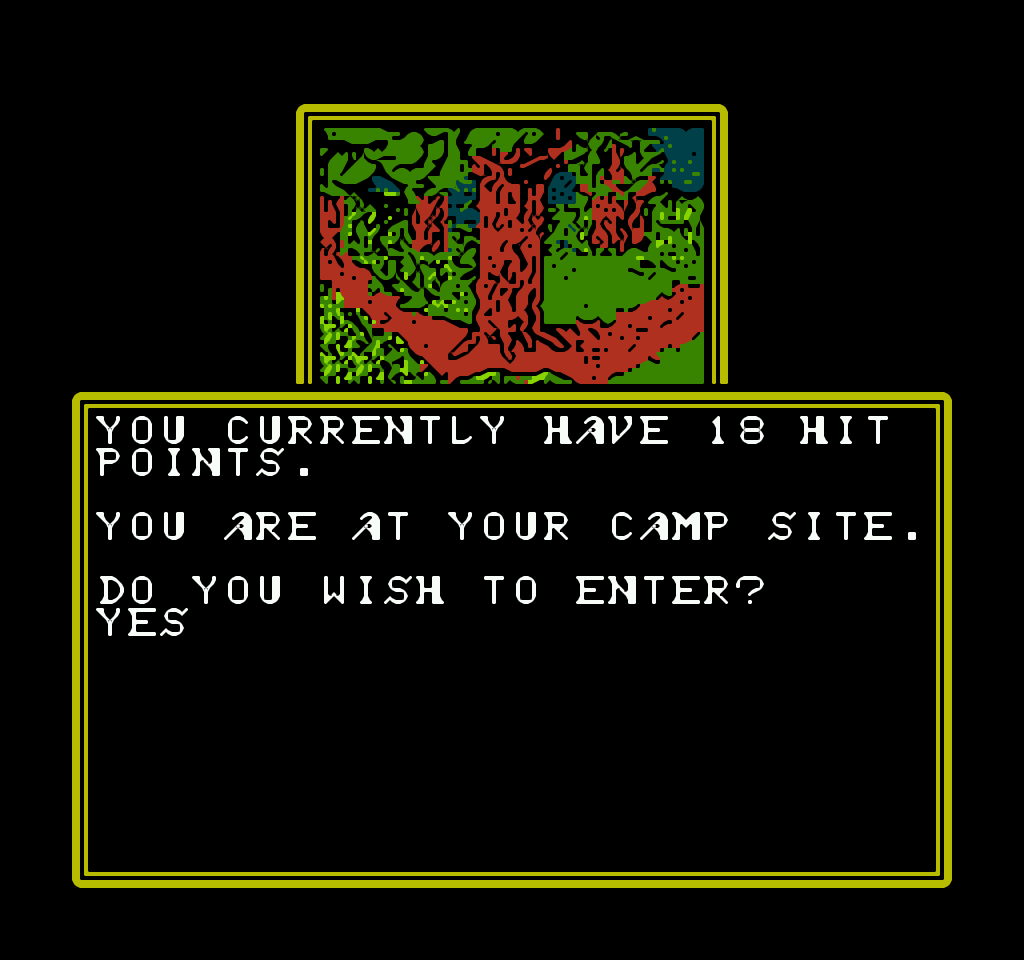 YOU CURRENTLY HAVE 18 HIT
POINTS.
YOU ARE AT YOUR CAMP SITE.
DO YOU WISH TO ENTER?
YES